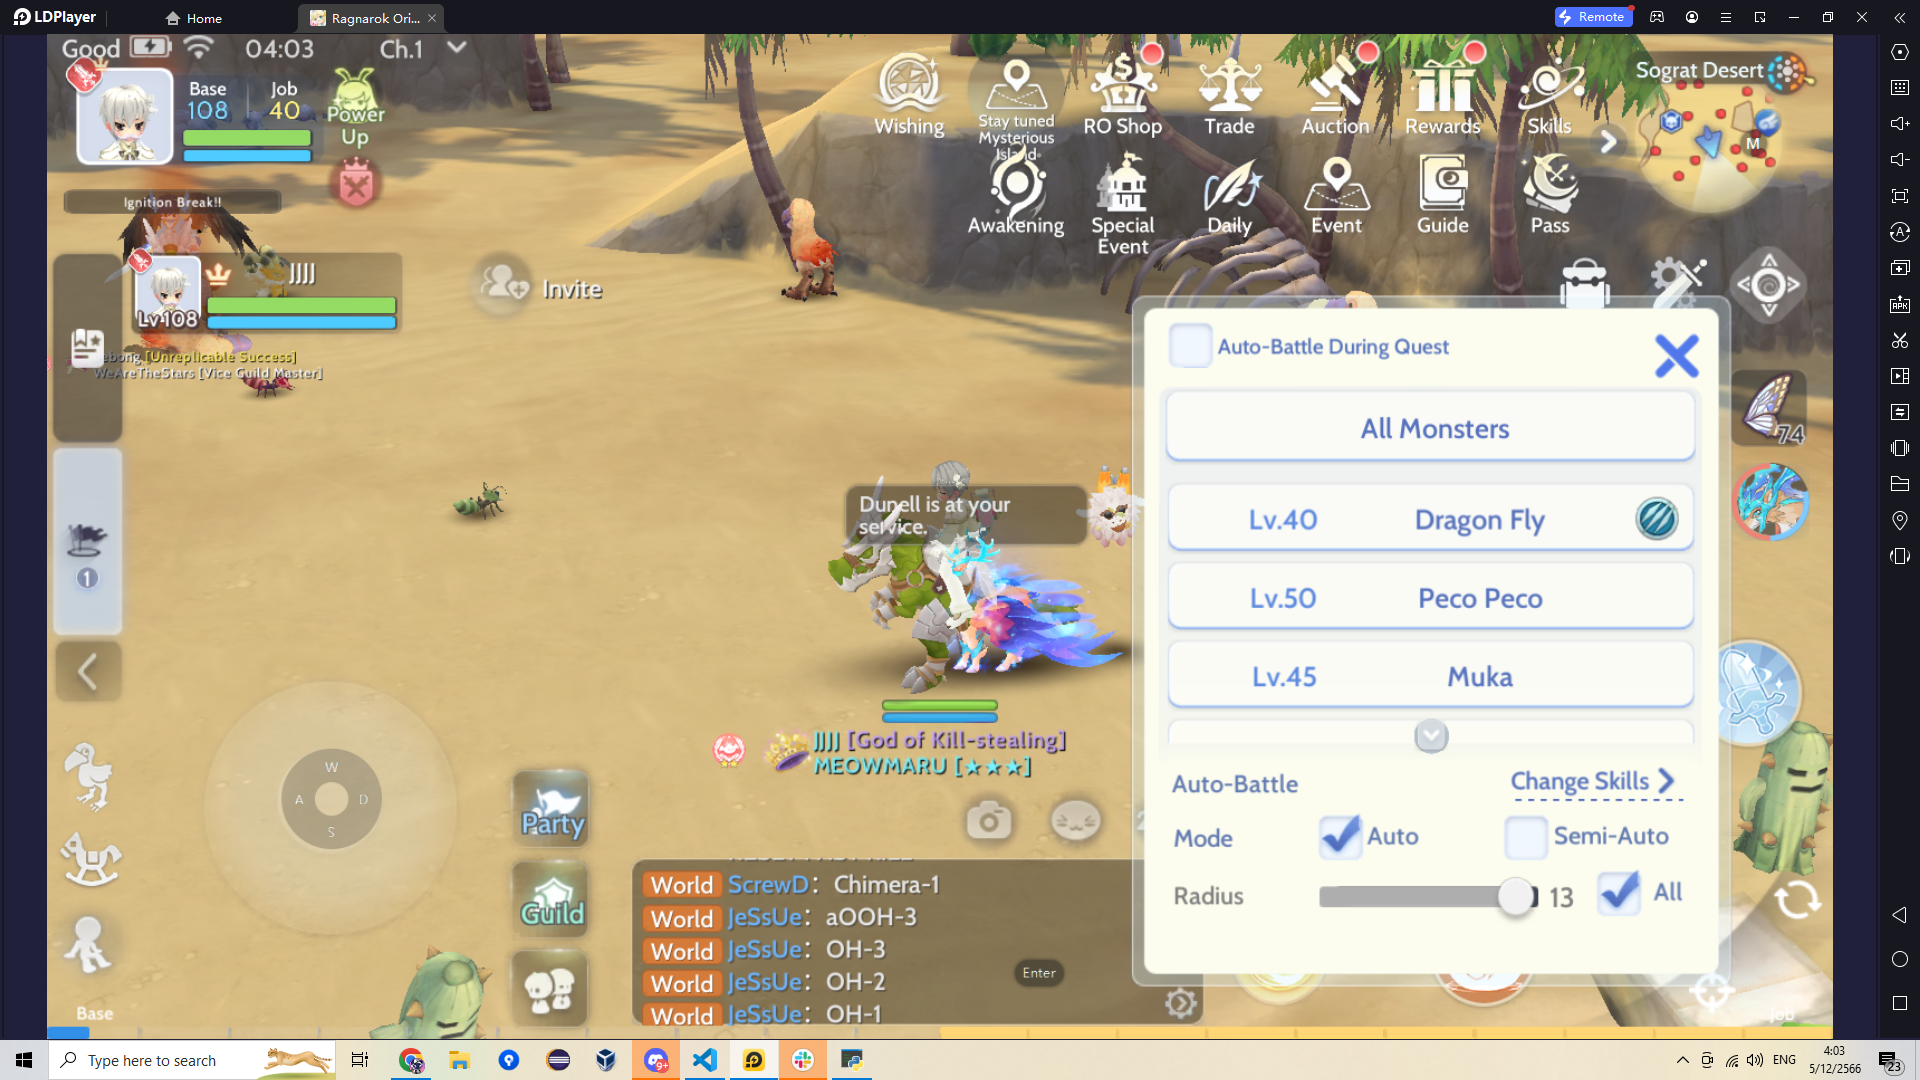 LDPlayer
Home
Ragnarok Ori...
Remote
Good
04:03
Ch.1
Base
108
Job
40
Power
Up
Wishing
Stay tuned
Mysterious
Island
RO Shop
Trade
Auction
Rewards
Skills
Sograt Desert
M
Awakening
Special
Event
Daily
Event
Guide
Pass
Ignition Break!!
JJJJ
Lv.108
Invite
[Unreplicable Success]
WeAreTheStars [Vice Guild Master]
1
Dunell is at your
service.
JJJJ [God of Kill-stealing]
MEOWMARU [★★★]
Auto-Battle During Quest
All Monsters
Lv.40 Dragon Fly
Lv.50 Peco Peco
Lv.45 Muka
Auto-Battle
Change Skills
Mode
Auto
Semi-Auto
Radius
13
All
74
W
A
D
S
Party
Guild
World ScrewD: Chimera-1
World JeSsUe: aOOH-3
World JeSsUe: OH-3
World JeSsUe: OH-2
World JeSsUe: OH-1
Enter
Base
Job
Type here to search
9+
ENG
4:03
5/12/2566
23